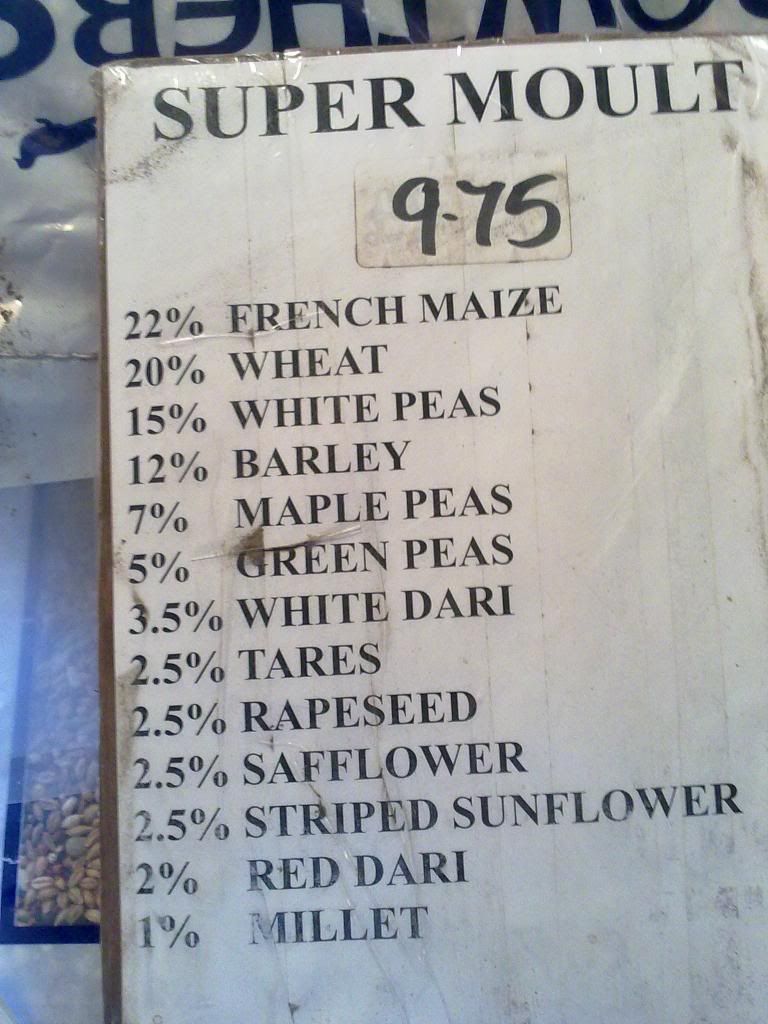 SUPER MOULT
9.75
22% FRENCH MAIZE
20% WHEAT
15% WHITE PEAS
12% BARLEY
7% MAPLE PEAS
5% GREEN PEAS
3.5% WHITE DARI
2.5% TARES
2.5% RAPESEED
2.5% SAFFLOWER
2.5% STRIPED SUNFLOWER
2% RED DARI
1% MILLET